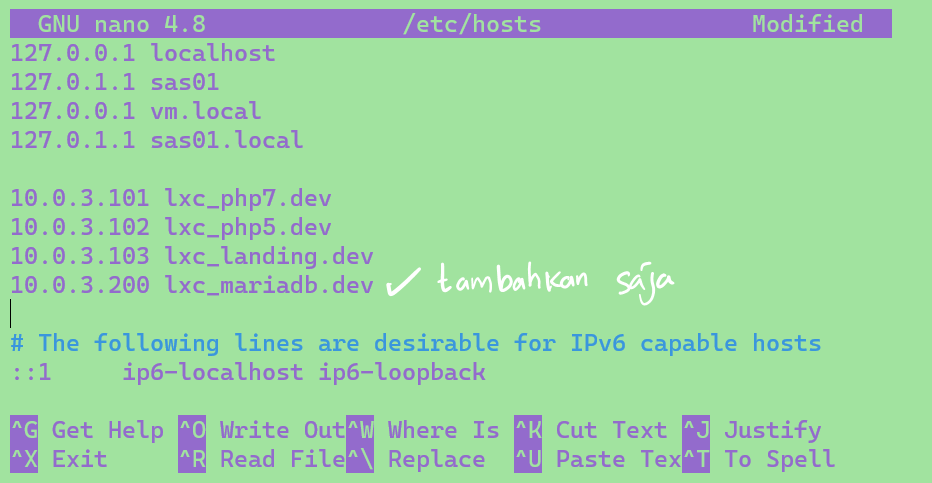 GNU nano 4.8 /etc/hosts Modified
127.0.0.1 localhost
127.0.1.1 sas01
127.0.0.1 vm.local
127.0.1.1 sas01.local
10.0.3.101 lxc_php7.dev
10.0.3.102 lxc_php5.dev
10.0.3.103 lxc_landing.dev
10.0.3.200 lxc_mariadb.dev ✓ tambahkan saja
# The following lines are desirable for IPv6 capable hosts
::1 ip6-localhost ip6-loopback
^G Get Help ^O Write Out^W Where Is ^K Cut Text ^J Justify
^X Exit ^R Read File^\ Replace ^U Paste Tex^T To Spell